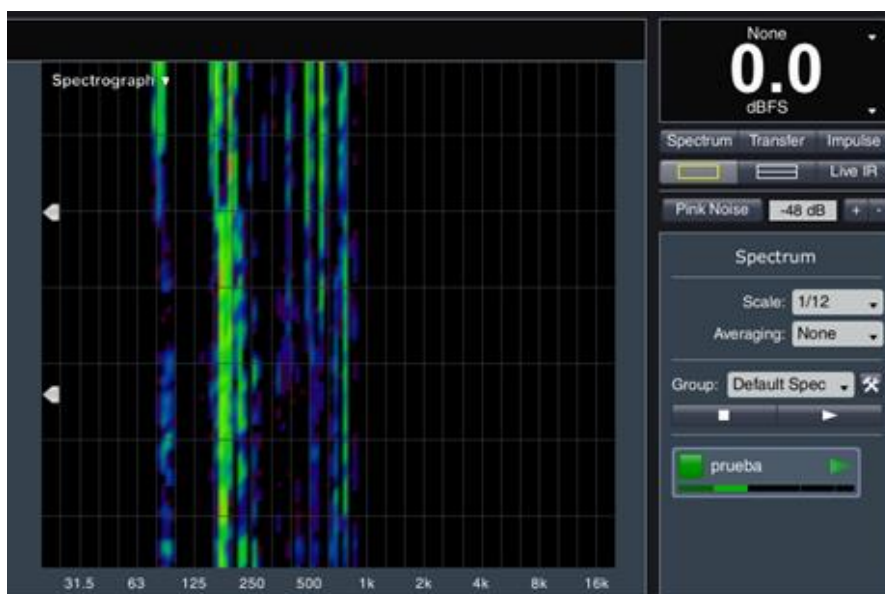 Spectrograph
31.5 63 125 250 500 1k 2k 4k 8k 16k
None
0.0
dBFS
Spectrum Transfer Impulse
Live IR
Pink Noise -48 dB + -
Spectrum
Scale: 1/12
Averaging: None
Group: Default Spec
prueba